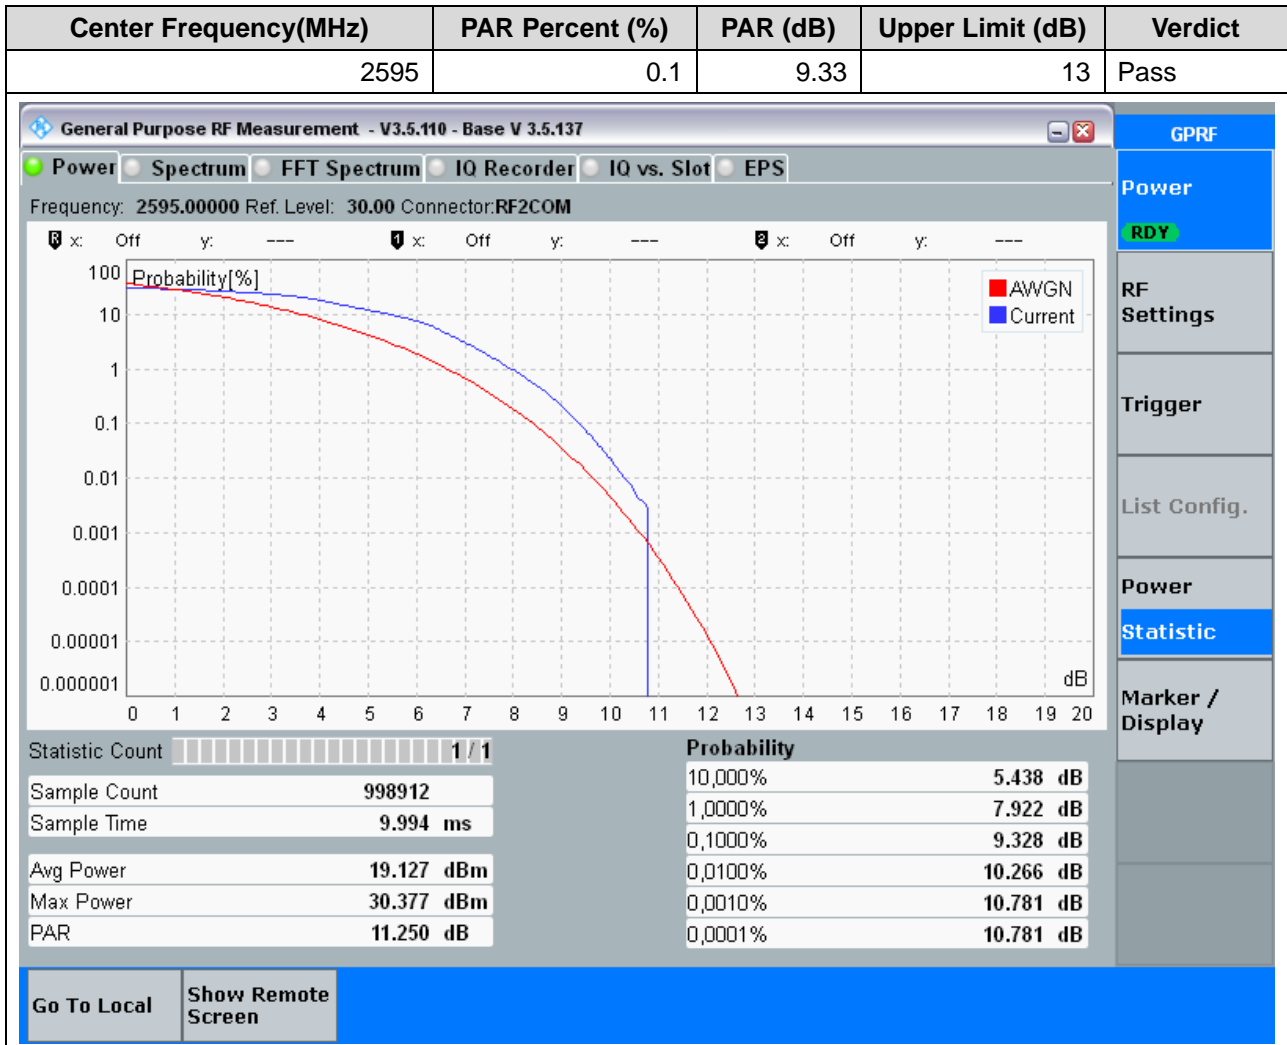 Center Frequency(MHz) PAR Percent (%) PAR (dB) Upper Limit (dB) Verdict
2595 0.1 9.33 13 Pass
General Purpose RF Measurement - V3.5.110 - Base V 3.5.137
GPRF
Power Spectrum FFT Spectrum IQ Recorder IQ vs. Slot EPS
Power
RDY
Frequency: 2595.00000 Ref. Level: 30.00 Connector:RF2COM
R x: Off y: --- 1 x: Off y: --- 2 x: Off y: ---
Probability[%]
AWGN
Current
100
10
1
0.1
0.01
0.001
0.0001
0.00001
0.000001
dB
0 1 2 3 4 5 6 7 8 9 10 11 12 13 14 15 16 17 18 19 20
RF
Settings
Trigger
List Config.
Power
Statistic
Marker /
Display
Statistic Count 1 / 1
Sample Count 998912
Sample Time 9.994 ms
Avg Power 19.127 dBm
Max Power 30.377 dBm
PAR 11.250 dB
Probability
10,000% 5.438 dB
1,0000% 7.922 dB
0,1000% 9.328 dB
0,0100% 10.266 dB
0,0010% 10.781 dB
0,0001% 10.781 dB
Go To Local
Show Remote
Screen